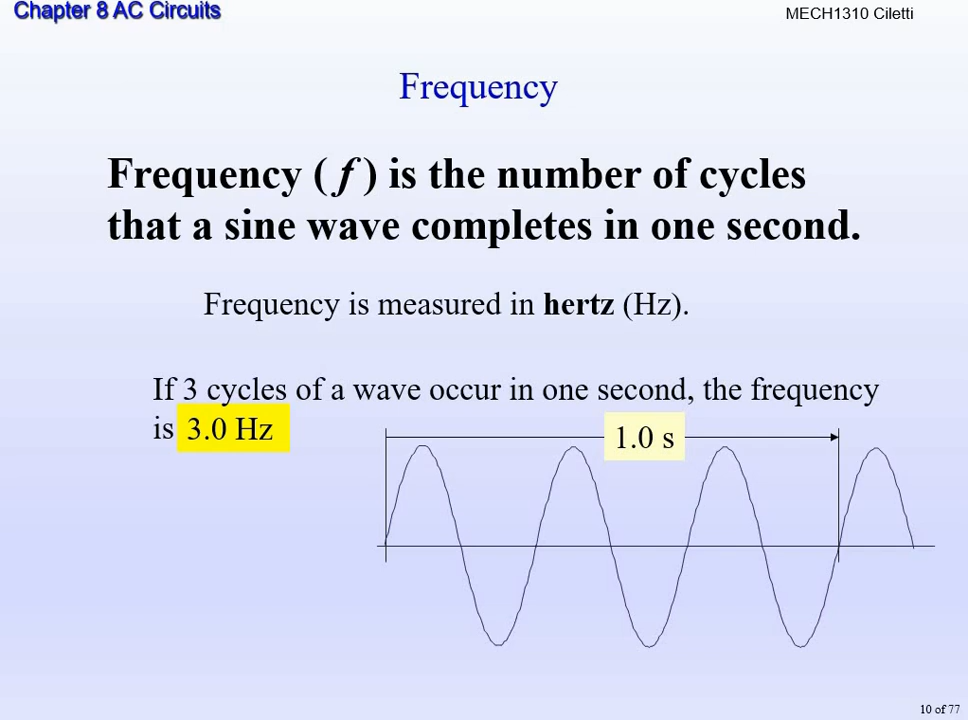 Chapter 8 AC Circuits
MECH1310 Ciletti
Frequency
Frequency ( f ) is the number of cycles
that a sine wave completes in one second.
Frequency is measured in hertz (Hz).
If 3 cycles of a wave occur in one second, the frequency
is 3.0 Hz
1.0 s
10 of 77